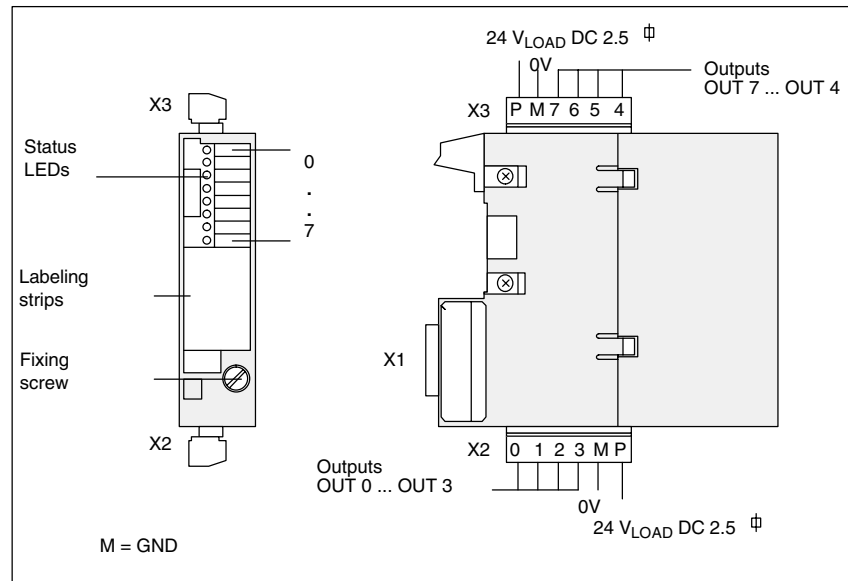 24 VLOAD DC 2.5
0V
Outputs
OUT 7 ... OUT 4
X3
X3
P M 7 6 5 4
Status
LEDs
0
.
.
7
Labeling
strips
X1
Fixing
screw
X2
X2
0 1 2 3 M P
Outputs
OUT 0 ... OUT 3
0V
24 VLOAD DC 2.5
M = GND